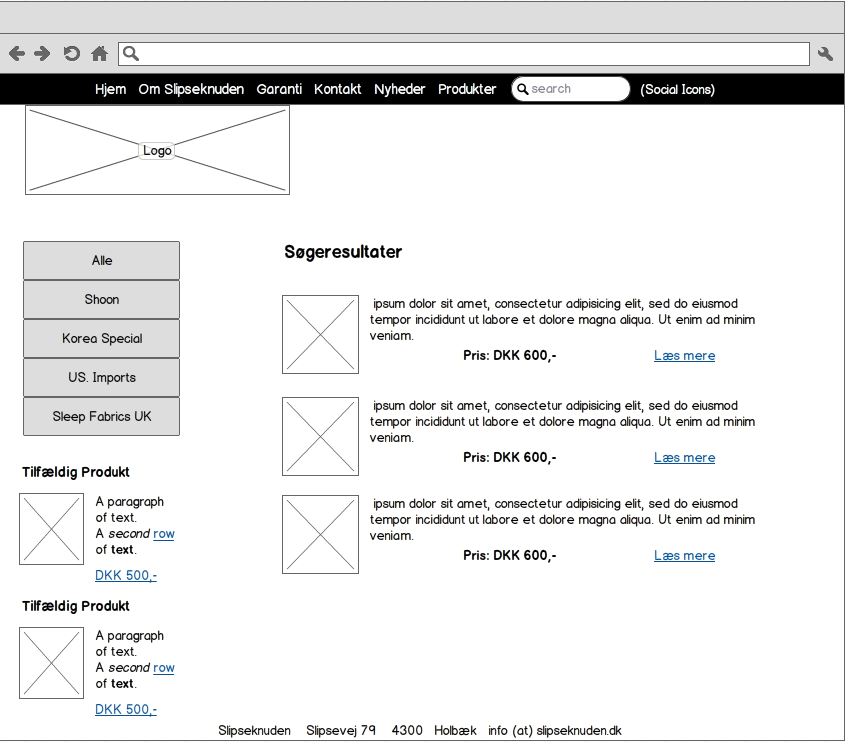 Hjem Om Slipseknuden Garanti Kontakt Nyheder Produkter search (Social Icons)
Logo
Alle
Shoon
Korea Special
US. Imports
Sleep Fabrics UK
Tilfældig Produkt
A paragraph
of text.
A second row
of text.
DKK 500,-
Tilfældig Produkt
A paragraph
of text.
A second row
of text.
DKK 500,-
Søgeresultater
ipsum dolor sit amet, consectetur adipisicing elit, sed do eiusmod
tempor incididunt ut labore et dolore magna aliqua. Ut enim ad minim
veniam.
Pris: DKK 600,- Læs mere
ipsum dolor sit amet, consectetur adipisicing elit, sed do eiusmod
tempor incididunt ut labore et dolore magna aliqua. Ut enim ad minim
veniam.
Pris: DKK 600,- Læs mere
ipsum dolor sit amet, consectetur adipisicing elit, sed do eiusmod
tempor incididunt ut labore et dolore magna aliqua. Ut enim ad minim
veniam.
Pris: DKK 600,- Læs mere
Slipseknuden Slipsevej 79 4300 Holbæk info (at) slipseknuden.dk